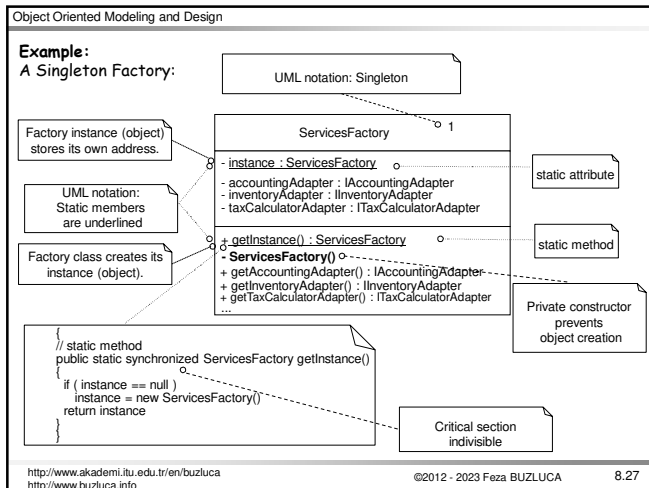 Object Oriented Modeling and Design
Example:
A Singleton Factory:
UML notation: Singleton
ServicesFactory
1
Factory instance (object)
stores its own address.
- instance : ServicesFactory
- accountingAdapter : IAccountingAdapter
- inventoryAdapter : IInventoryAdapter
- taxCalculatorAdapter : ITaxCalculatorAdapter
static attribute
UML notation:
Static members
are underlined
+ getInstance() : ServicesFactory
- ServicesFactory()
+ getAccountingAdapter() : IAccountingAdapter
+ getInventoryAdapter() : IInventoryAdapter
+ getTaxCalculatorAdapter() : ITaxCalculatorAdapter
...
static method
Factory class creates its
instance (object).
Private constructor
prevents
object creation
{
// static method
public static synchronized ServicesFactory getInstance()
{
if ( instance == null )
instance = new ServicesFactory()
return instance
}
}
Critical section
indivisible
http://www.akademi.itu.edu.tr/en/buzluca
http://www.buzluca.info
©2012 - 2023 Feza BUZLUCA
8.27